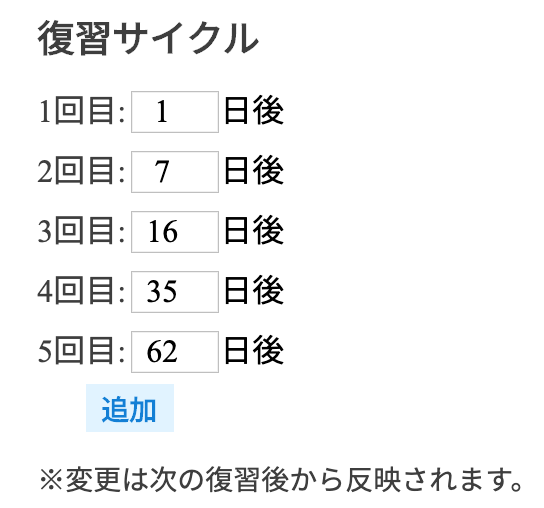 復習サイクル
1回目: 1 日後
2回目: 7 日後
3回目: 16 日後
4回目: 35 日後
5回目: 62 日後
追加
※変更は次の復習後から反映されます。